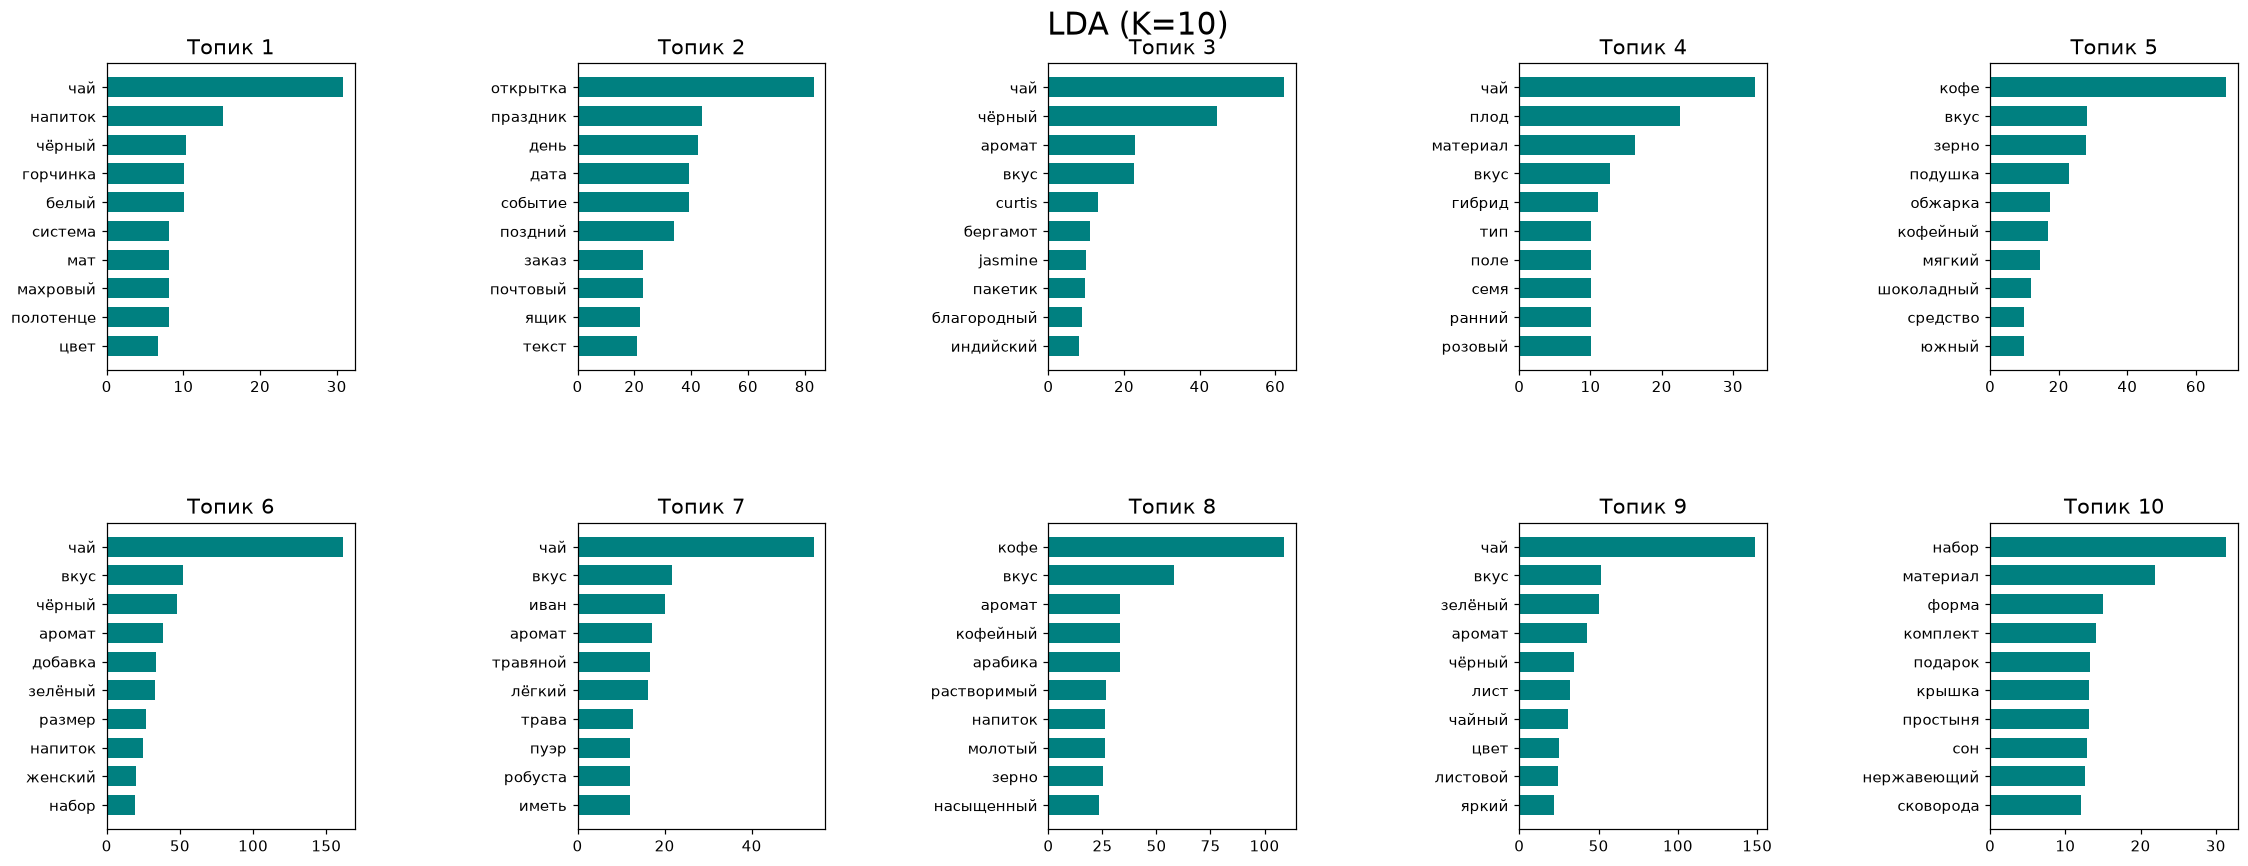 LDA (K=10)
Топик 1
чай
напиток
чёрный
горчинка
белый
система
мат
махровый
полотенце
цвет
0 10 20 30
Топик 2
открытка
праздник
день
дата
событие
поздний
заказ
почтовый
ящик
текст
0 20 40 60 80
Топик 3
чай
чёрный
аромат
вкус
curtis
бергамот
jasmine
пакетик
благородный
индийский
0 20 40 60
Топик 4
чай
плод
материал
вкус
гибрид
тип
поле
семя
ранний
розовый
0 10 20 30
Топик 5
кофе
вкус
зерно
подушка
обжарка
кофейный
мягкий
шоколадный
средство
южный
0 20 40 60
Топик 6
чай
вкус
чёрный
аромат
добавка
зелёный
размер
напиток
женский
набор
0 50 100 150
Топик 7
чай
вкус
иван
аромат
травяной
лёгкий
трава
пуэр
робуста
иметь
0 20 40
Топик 8
кофе
вкус
аромат
кофейный
арабика
растворимый
напиток
молотый
зерно
насыщенный
0 25 50 75 100
Топик 9
чай
вкус
зелёный
аромат
чёрный
лист
чайный
цвет
листовой
яркий
0 50 100 150
Топик 10
набор
материал
форма
комплект
подарок
крышка
простыня
сон
нержавеющий
сковорода
0 10 20 30